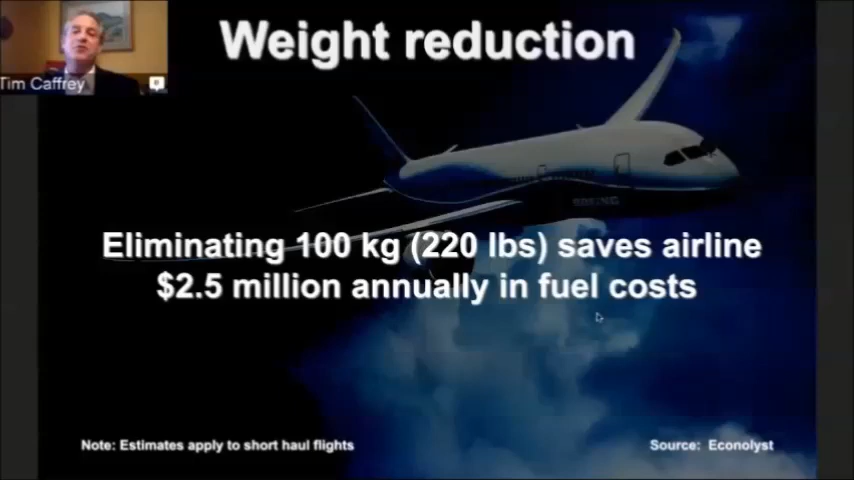 Weight reduction
Tim Caffrey
BOEING
Eliminating 100 kg (220 lbs) saves airline
$2.5 million annually in fuel costs
Note: Estimates apply to short haul flights
Source: Econolyst